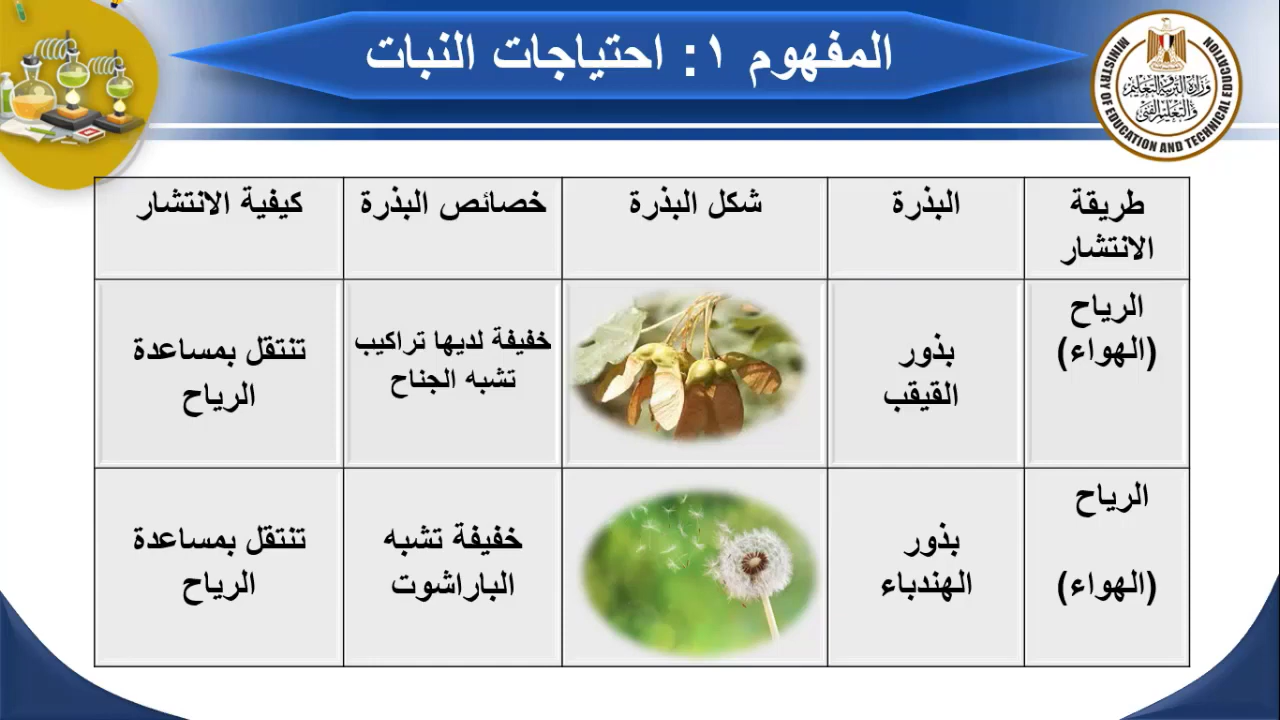 المفهوم ١: احتياجات النبات
وزارة التربية والتعليم
والتعليم الفني
MINISTRY OF EDUCATION AND TECHNICAL EDUCATION
طريقة
الانتشار
البذرة
شكل البذرة
خصائص البذرة
كيفية الانتشار
الرياح
(الهواء)
بذور
القيقب
خفيفة لديها تراكيب
تشبه الجناح
تنتقل بمساعدة
الرياح
الرياح
(الهواء)
بذور
الهندباء
خفيفة تشبه
الباراشوت
تنتقل بمساعدة
الرياح